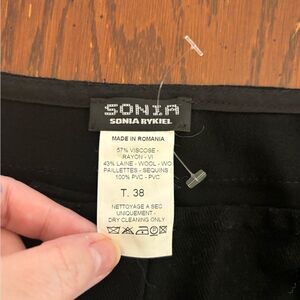 SONIA
SONIA RYKIEL
MADE IN ROMANIA
57% VISCOSE -
RAYON - VI
43% LAINE - WOOL - WO
PAILLETTES - SEQUINS
100% PVC - PVC
T. 38
NETTOYAGE A SEC
UNIQUEMENT -
DRY CLEANING ONLY